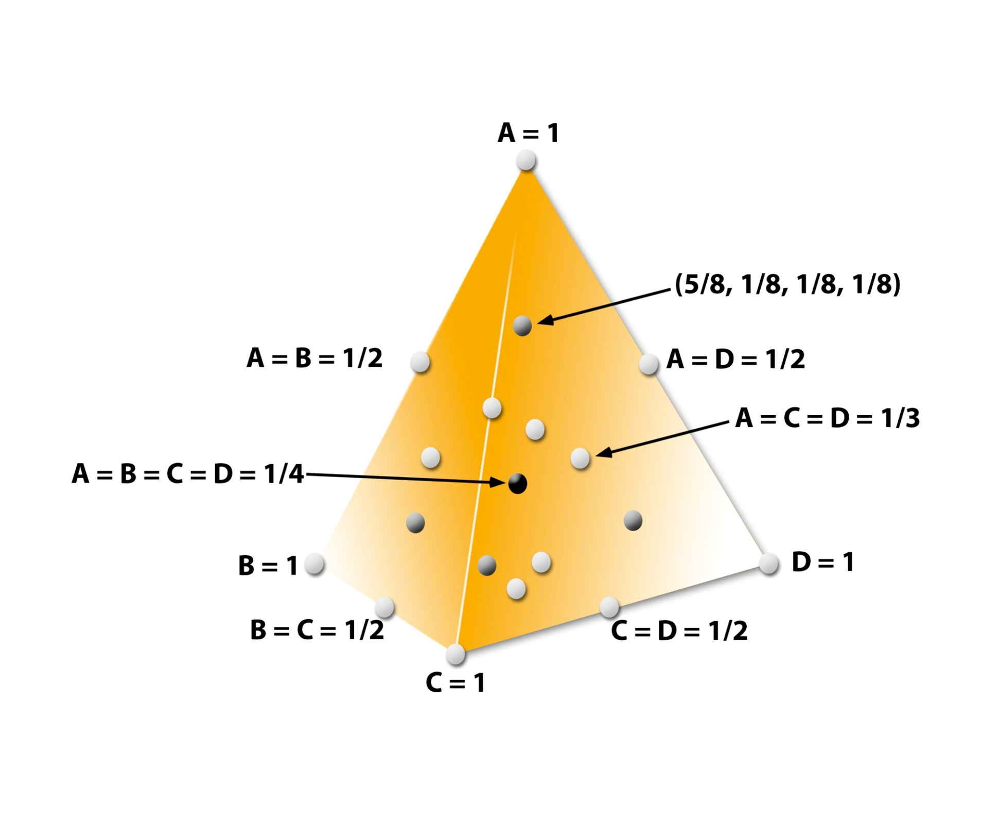 A = 1
(5/8, 1/8, 1/8, 1/8)
A = B = 1/2
A = D = 1/2
A = C = D = 1/3
A = B = C = D = 1/4
B = 1
D = 1
B = C = 1/2
C = D = 1/2
C = 1